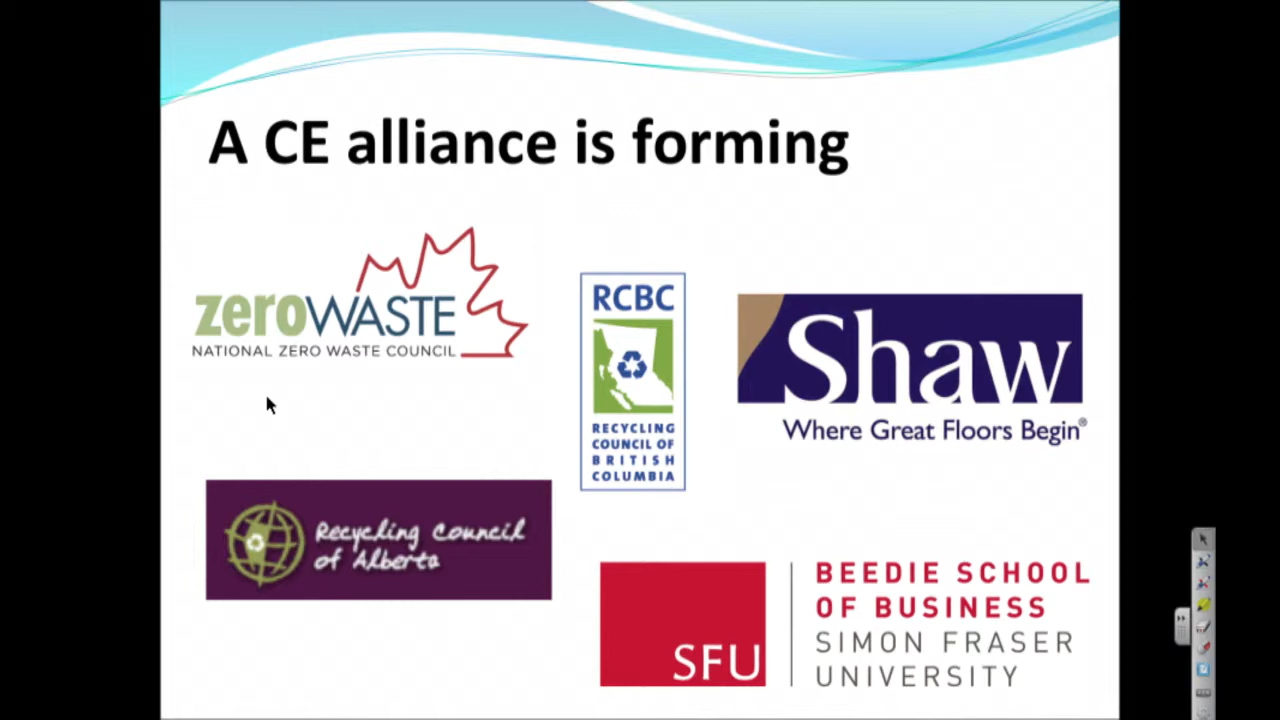 A CE alliance is forming
zeroWASTE
NATIONAL ZERO WASTE COUNCIL
RCBC
RECYCLING
COUNCIL OF
BRITISH
COLUMBIA
Shaw
Where Great Floors Begin®
Recycling Council
of Alberta
SFU
BEEDIE SCHOOL
OF BUSINESS
SIMON FRASER
UNIVERSITY